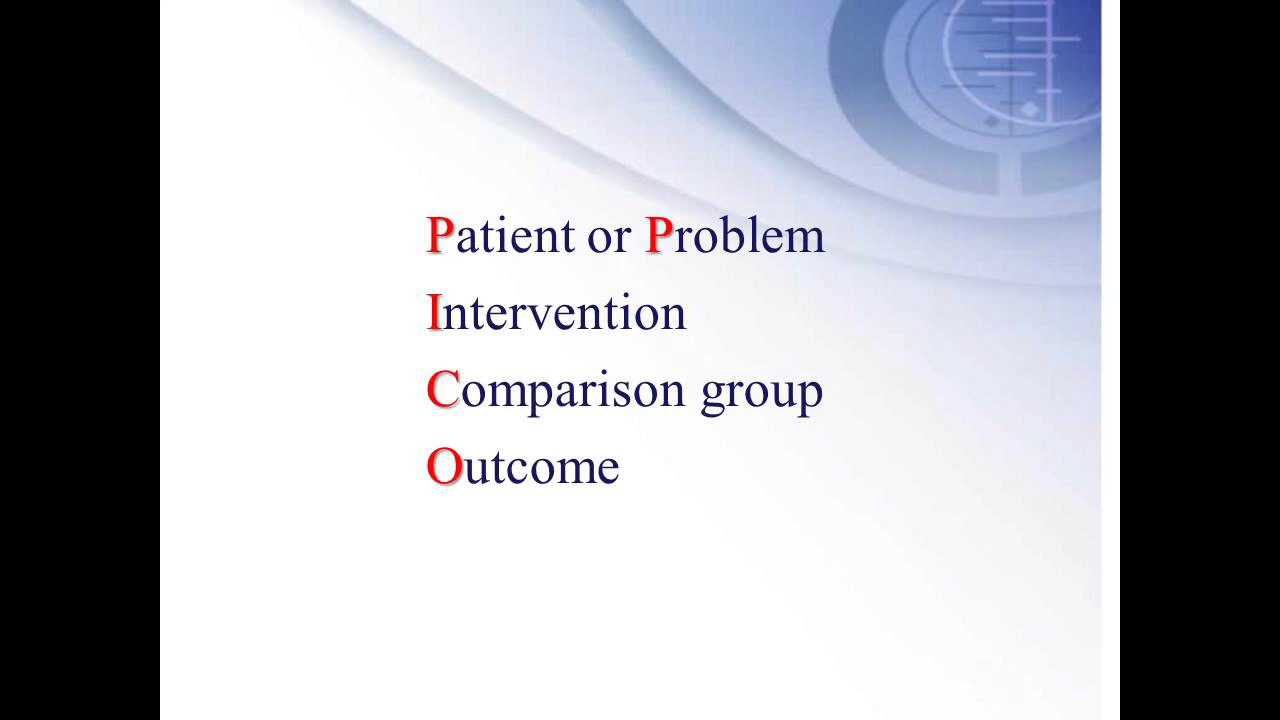 Patient or Problem
Intervention
Comparison group
Outcome